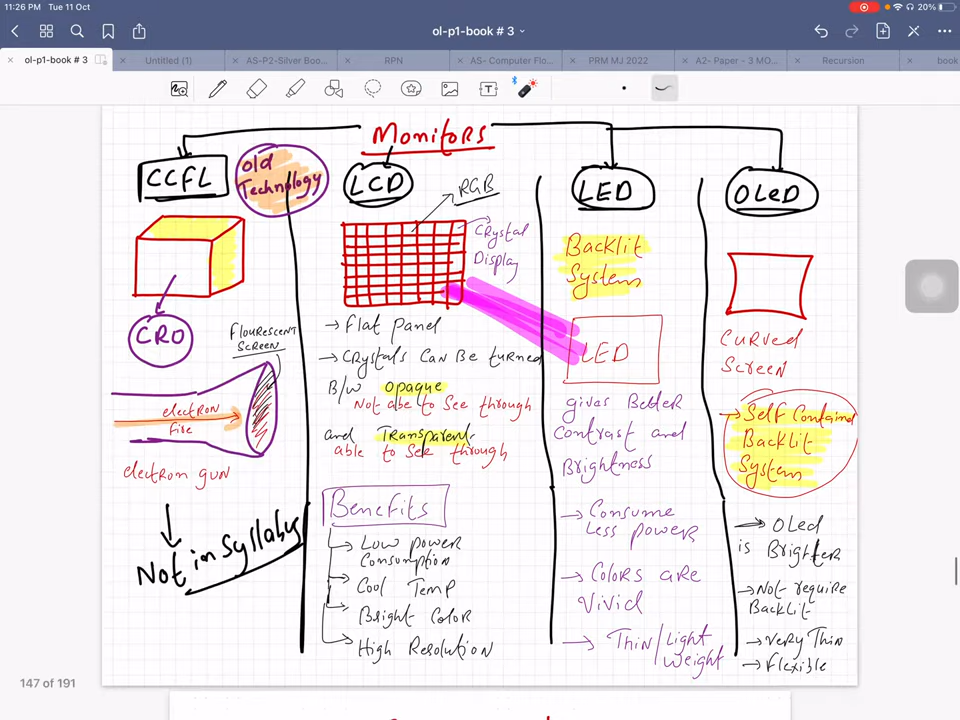 11:26 PM Tue 11 Oct
20%
ol-p1-book # 3
ol-p1-book # 3
Untitled (1)
AS-P2-Silver Boo...
RPN
AS- Computer Flo...
PRM MJ 2022
A2- Paper - 3 MO...
Recursion
book
Monitors
CCFL
old
Technology
CRO
Flourescent
Screen
electron
fire
electrom gun
Not in Syllabus
LCD
RGB
Crystal
Display
→ flat panel
→ Crystals Can Be turned
B/w opaque
Not abe to See through
and Transparent.
able to See through
Benefits
→ Low power
Consumption
→ Cool Temp
→ Bright Color
→ High Resolution
LED
Backlit
System
LED
gives Better
Contrast and
Brightness
→ Consume
Less power
→ Colors are
Vivid
→ Thin/Light
Weight
OLeD
Curved
Screen
→ Self Contained
Backlit
System
→ OLed
is Brighter
→ Not require
Backlit
→ Very Thin
→ Flexible
147 of 191